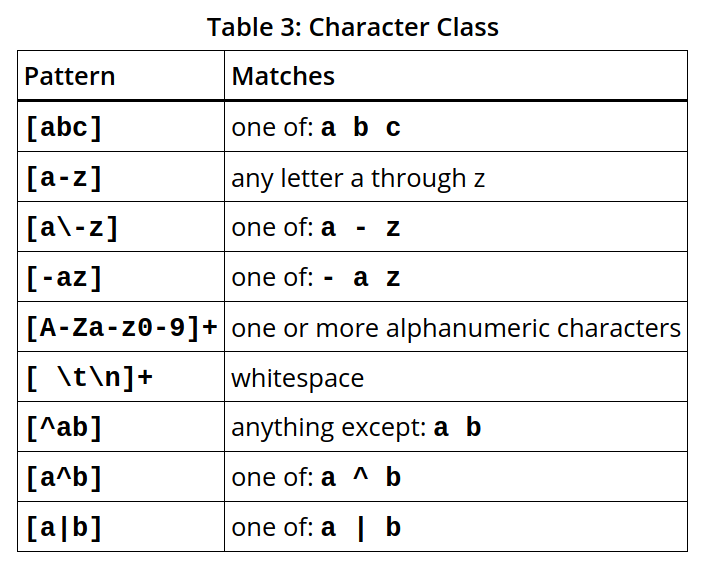 Table 3: Character Class
Pattern Matches
[abc] one of: a b c
[a-z] any letter a through z
[a\-z] one of: a - z
[-az] one of: - a z
[A-Za-z0-9]+ one or more alphanumeric characters
[ \t\n]+ whitespace
[^ab] anything except: a b
[a^b] one of: a ^ b
[a|b] one of: a | b